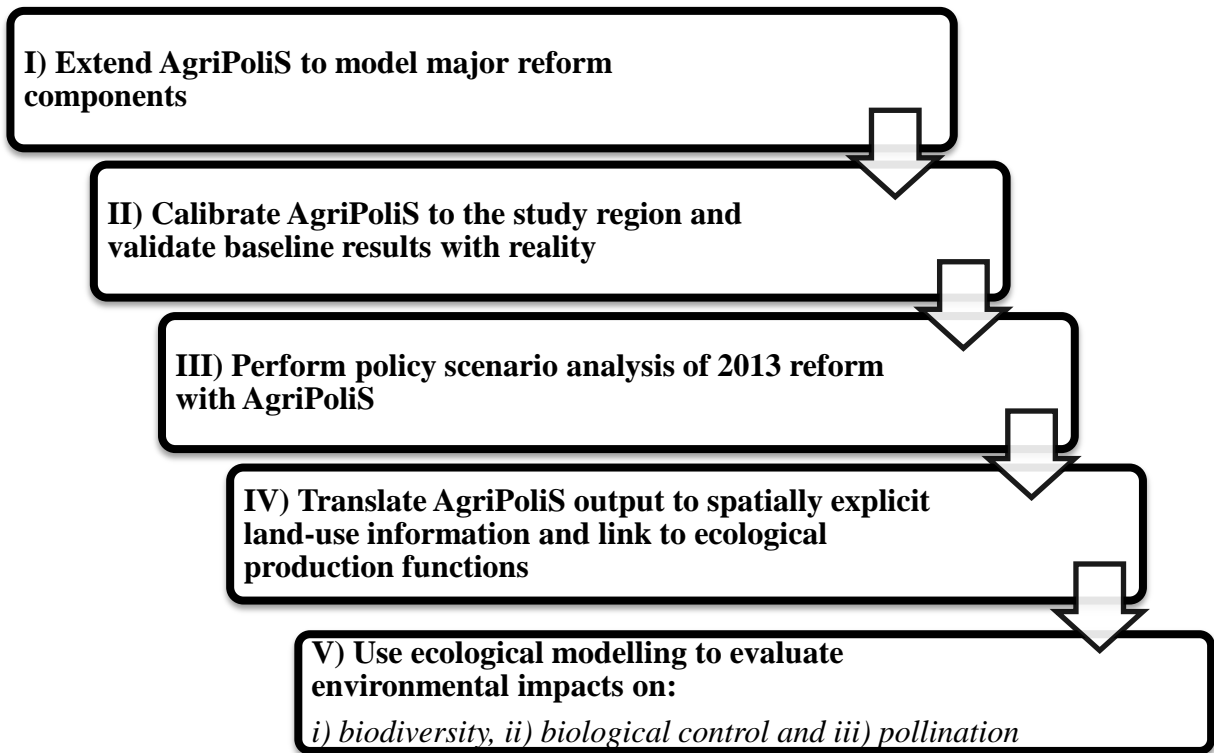 I) Extend AgriPoliS to model major reform
components
II) Calibrate AgriPoliS to the study region and
validate baseline results with reality
III) Perform policy scenario analysis of 2013 reform
with AgriPoliS
IV) Translate AgriPoliS output to spatially explicit
land-use information and link to ecological
production functions
V) Use ecological modelling to evaluate
environmental impacts on:
i) biodiversity, ii) biological control and iii) pollination